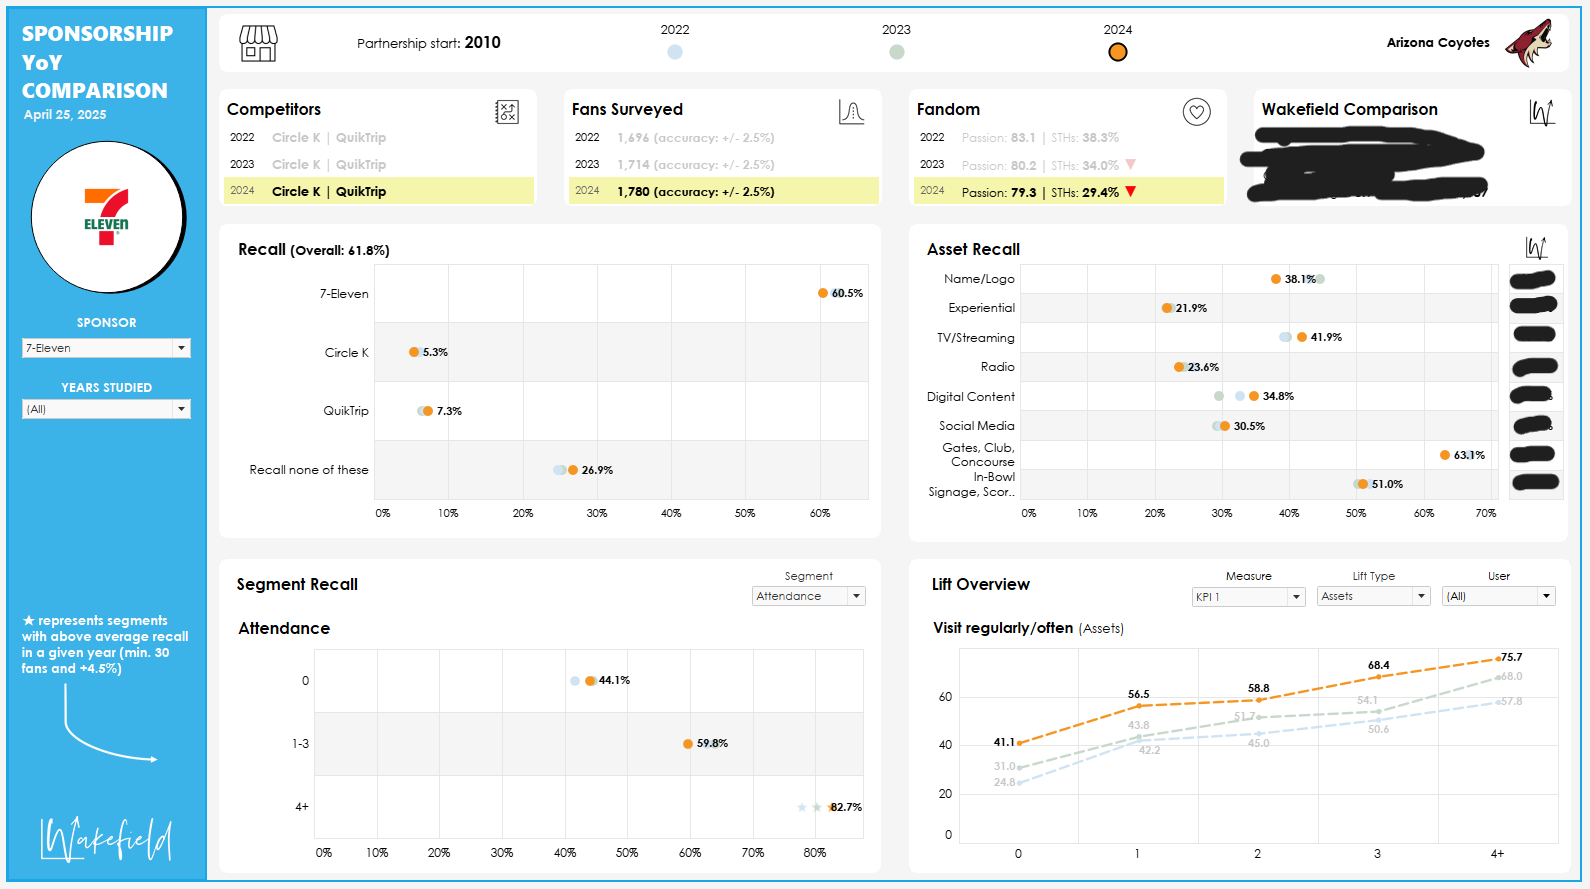 SPONSORSHIP
YoY
COMPARISON
April 25, 2025
7
ELEVEN
SPONSOR
7-Eleven
YEARS STUDIED
(All)
★ represents segments
with above average recall
in a given year (min. 30
fans and +4.5%)
Wakefield
Partnership start: 2010
2022
2023
2024
Arizona Coyotes
Competitors
2022 Circle K | QuikTrip
2023 Circle K | QuikTrip
2024 Circle K | QuikTrip
Fans Surveyed
2022 1,696 (accuracy: +/- 2.5%)
2023 1,714 (accuracy: +/- 2.5%)
2024 1,780 (accuracy: +/- 2.5%)
Fandom
2022 Passion: 83.1 | STHs: 38.3%
2023 Passion: 80.2 | STHs: 34.0% ▼
2024 Passion: 79.3 | STHs: 29.4% ▼
Wakefield Comparison
Recall (Overall: 61.8%)
7-Eleven 60.5%
Circle K 5.3%
QuikTrip 7.3%
Recall none of these 26.9%
0% 10% 20% 30% 40% 50% 60%
Asset Recall
Name/Logo 38.1%
Experiential 21.9%
TV/Streaming 41.9%
Radio 23.6%
Digital Content 34.8%
Social Media 30.5%
Gates, Club,
Concourse 63.1%
In-Bowl
Signage, Scor.. 51.0%
0% 10% 20% 30% 40% 50% 60% 70%
Segment Recall
Segment
Attendance
Attendance
0 44.1%
1-3 59.8%
4+ 82.7%
0% 10% 20% 30% 40% 50% 60% 70% 80%
Lift Overview
Measure
KPI 1
Lift Type
Assets
User
(All)
Visit regularly/often (Assets)
60
40
20
0
41.1 56.5 58.8 68.4 75.7
31.0 43.8 51.7 54.1 68.0
24.8 42.2 45.0 50.6 57.8
0 1 2 3 4+